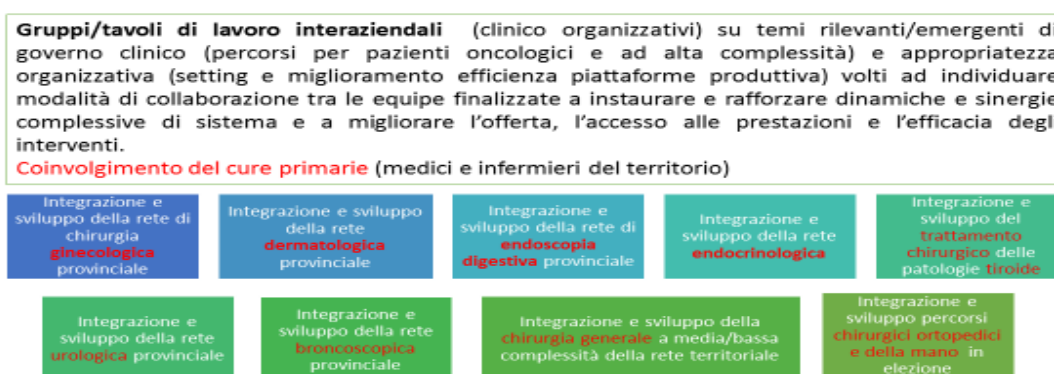 Gruppi/tavoli di lavoro interaziendali (clinico organizzativi) su temi rilevanti/emergenti di
governo clinico (percorsi per pazienti oncologici e ad alta complessità) e appropriatezza
organizzativa (setting e miglioramento efficienza piattaforme produttiva) volti ad individuare
modalità di collaborazione tra le equipe finalizzate a instaurare e rafforzare dinamiche e sinergie
complessive di sistema e a migliorare l'offerta, l'accesso alle prestazioni e l'efficacia degli
interventi.
Coinvolgimento del cure primarie (medici e infermieri del territorio)
Integrazione e
sviluppo della rete di
chirurgia
ginecologica
provinciale
Integrazione e sviluppo
della rete
dermatologica
provinciale
Integrazione e
sviluppo della rete di
endoscopia
digestiva provinciale
Integrazione e
sviluppo della rete
endocrinologica
Integrazione e
sviluppo del
trattamento
chirurgico delle
patologie tiroide
Integrazione e
sviluppo della rete
urologica provinciale
Integrazione e
sviluppo della rete
broncoscopica
provinciale
Integrazione e sviluppo della
chirurgia generale a media/bassa
complessità della rete territoriale
Integrazione e
sviluppo percorsi
chirurgici ortopedici
e della mano in
elezione